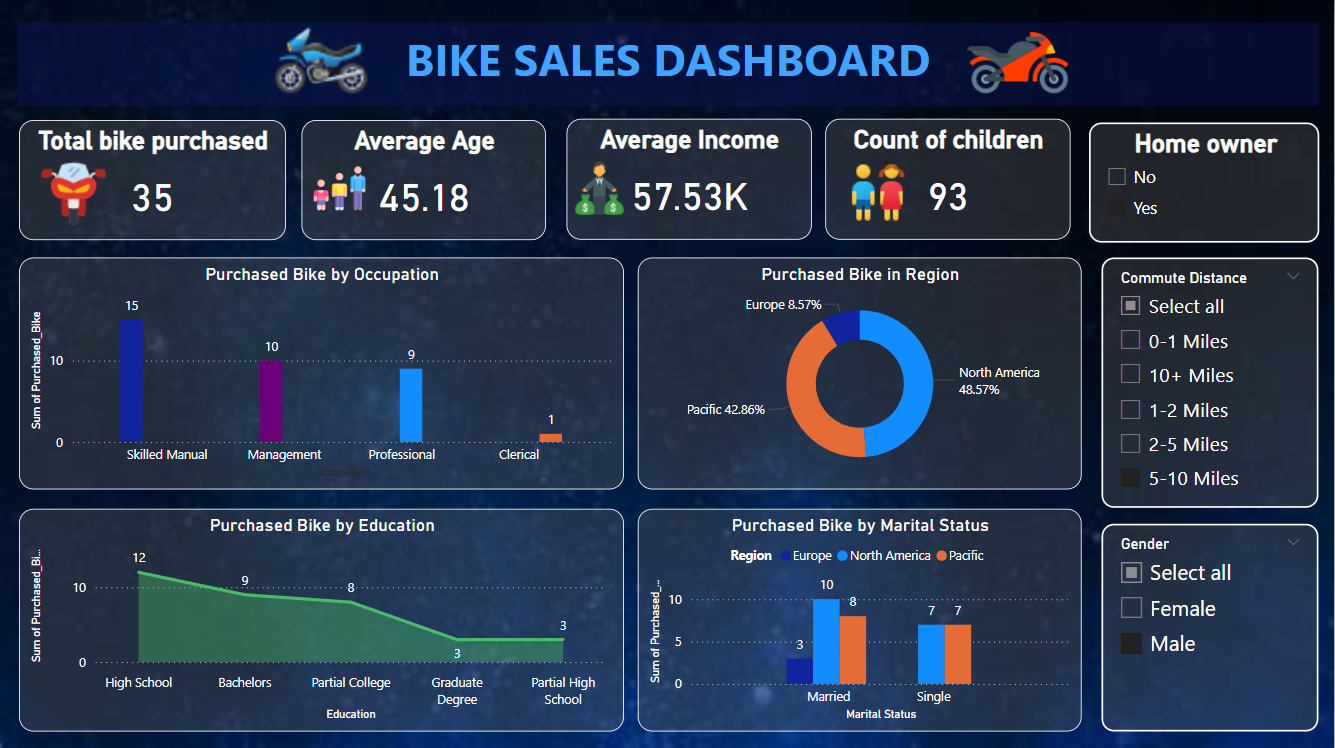 BIKE SALES DASHBOARD
Total bike purchased
35
Average Age
45.18
Average Income
57.53K
Count of children
93
Home owner
No
Yes
Purchased Bike by Occupation
Sum of Purchased_Bike
10
0
15
10
9
1
Skilled Manual
Management
Professional
Clerical
Occupation
Purchased Bike in Region
Europe 8.57%
North America
48.57%
Pacific 42.86%
Commute Distance
Select all
0-1 Miles
10+ Miles
1-2 Miles
2-5 Miles
5-10 Miles
Purchased Bike by Education
Sum of Purchased_Bi...
10
0
12
9
8
3
3
High School
Bachelors
Partial College
Graduate
Degree
Partial High
School
Education
Purchased Bike by Marital Status
Region Europe North America Pacific
Sum of Purchased_...
10
5
0
3
10
8
7
7
Married
Single
Marital Status
Gender
Select all
Female
Male